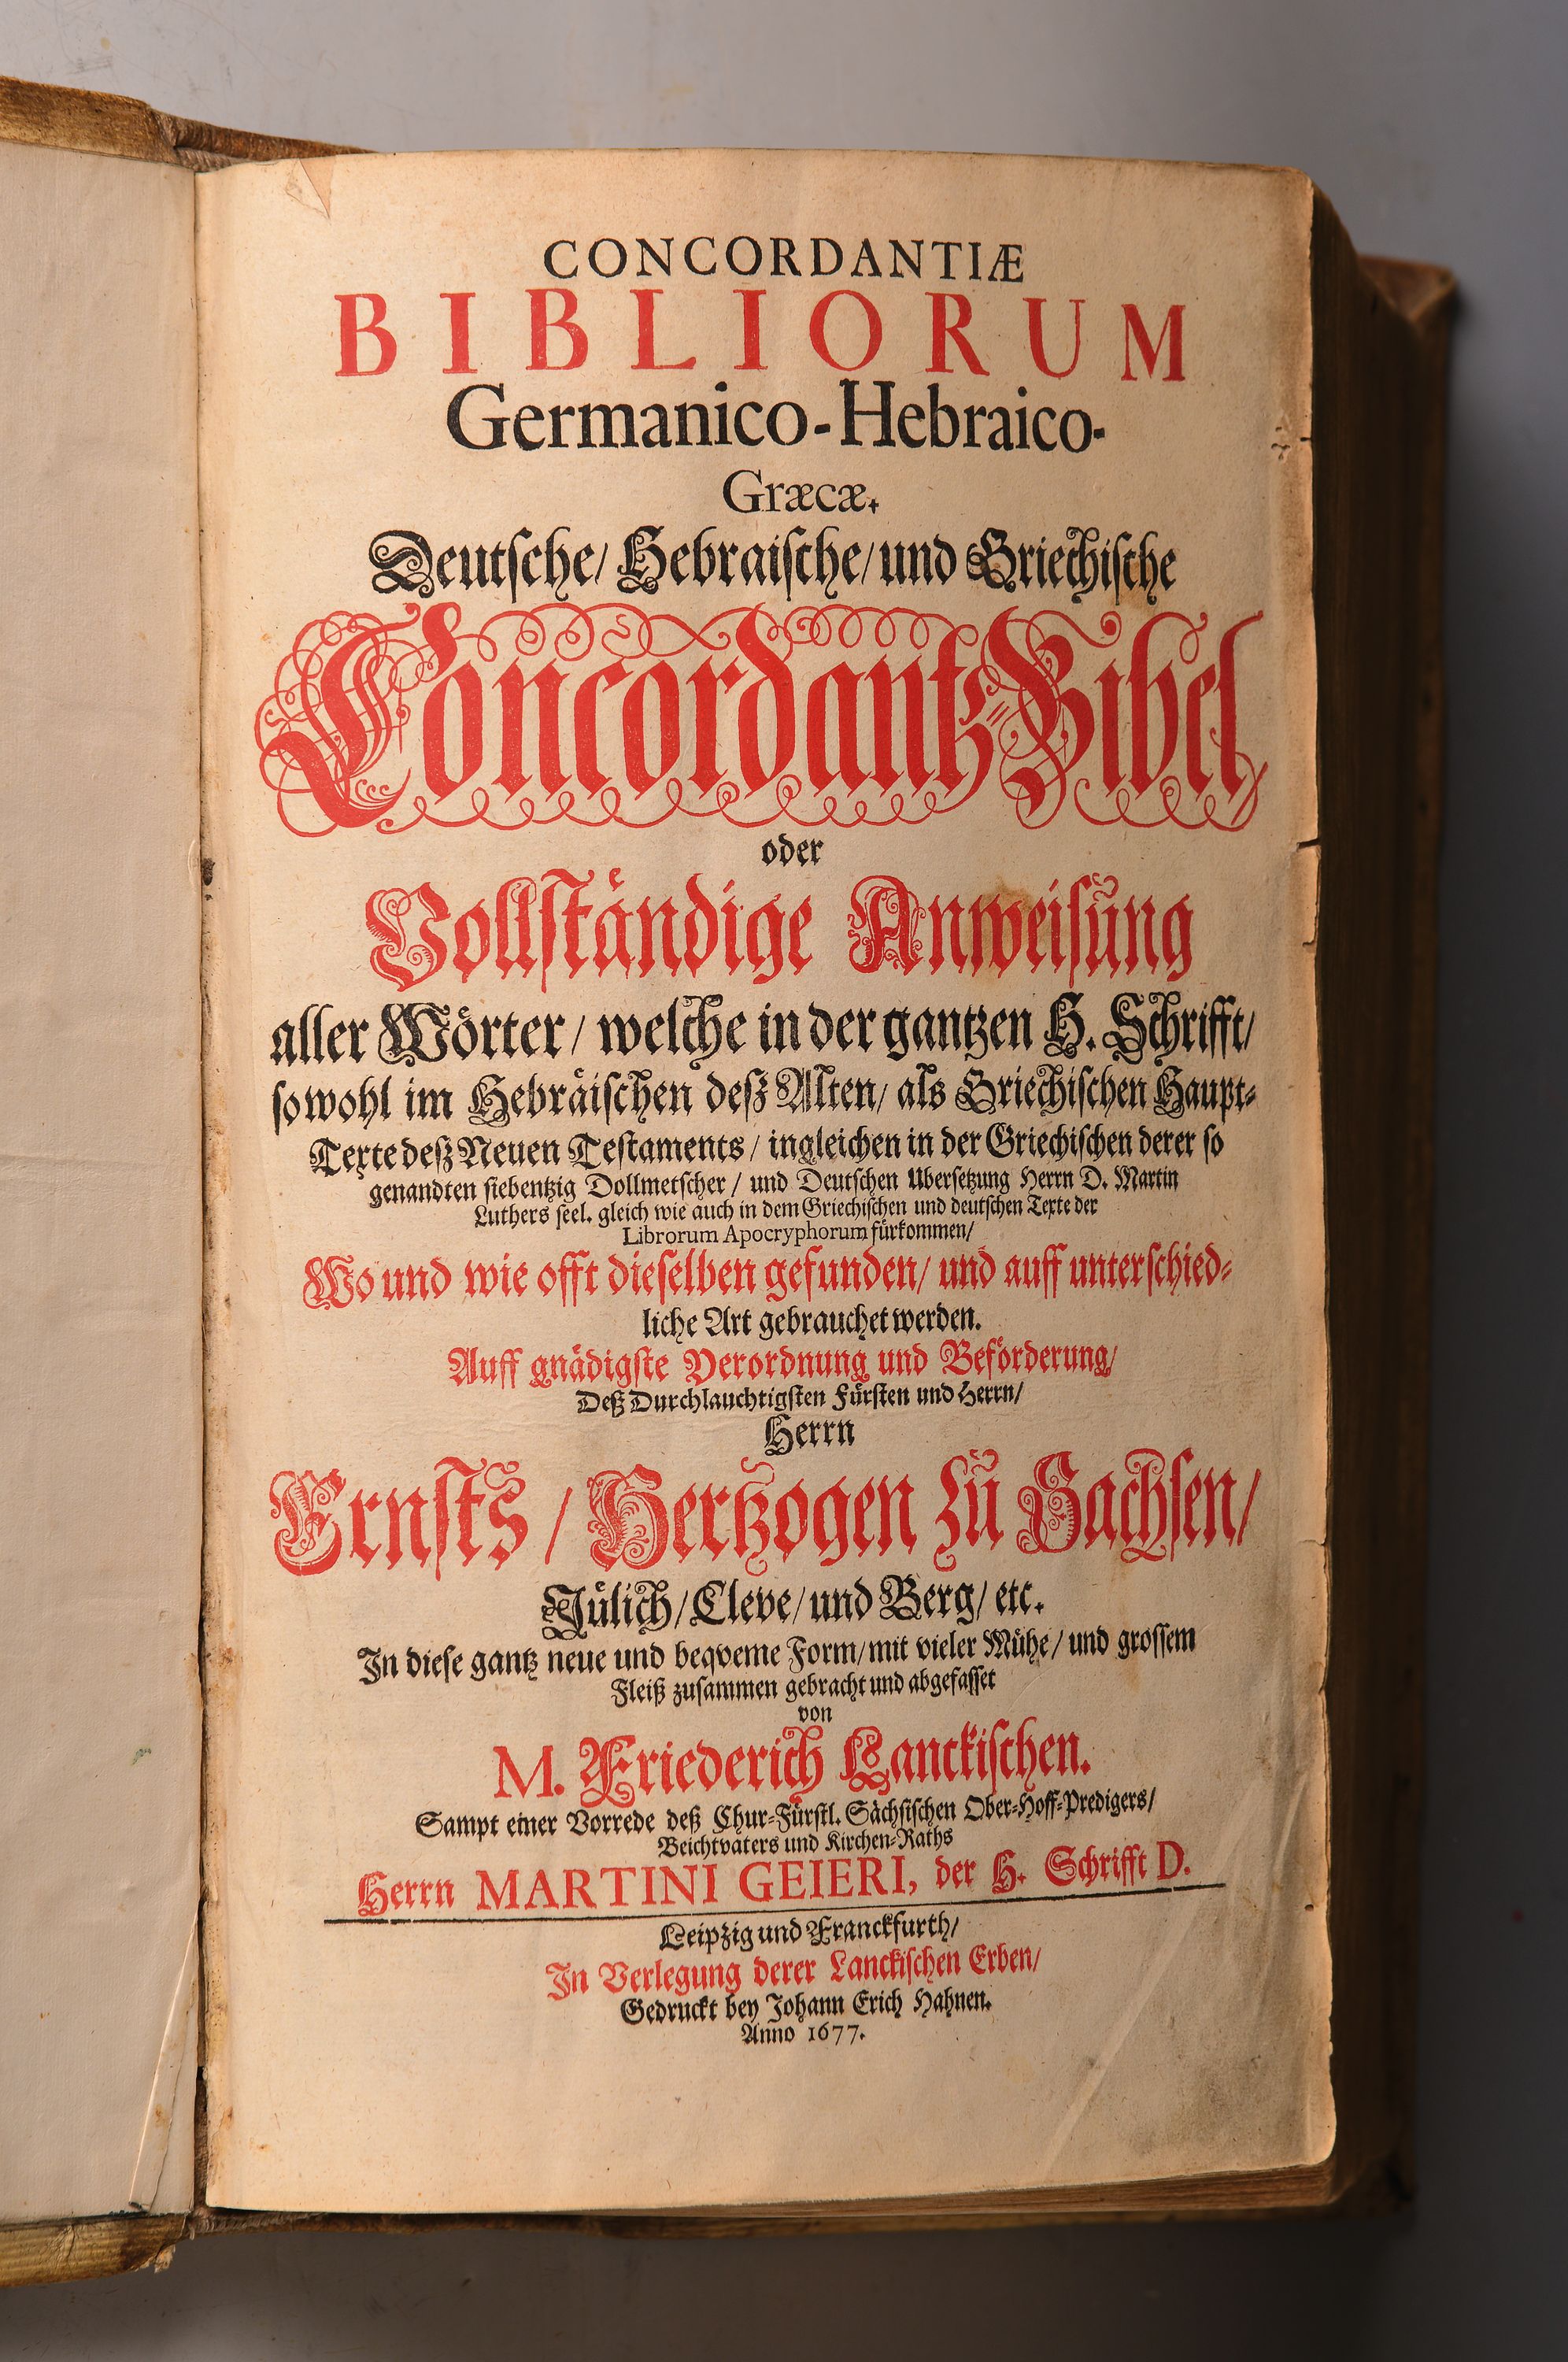 CONCORDANTIÆ
BIBLIORUM
Germanico-Hebraico-
Græcæ.
Deutsche/ Hebraische/ und Griechische
Concordantz-Bibel/
oder
Vollständige Anweisung
aller Wörter/ welche in der gantzen H. Schrifft/
sowohl im Hebräischen deß Alten/ als Griechischen Haupt-
Texte deß Neuen Testaments/ ingleichen in der Griechischen derer so
genandten siebentzig Dollmetscher/ und Deutschen Ubersetzung Herrn D. Martin
Luthers seel. gleich wie auch in dem Griechischen und deutschen Texte der
Librorum Apocryphorum fürkommen/
Wo und wie offt dieselben gefunden/ und auff unterschied-
liche Art gebrauchet werden.
Auff gnädigste Verordnung und Beförderung/
Deß Durchlauchtigsten Fürsten und Herrn/
Herrn
Ernsts/ Hertzogen zu Sachsen/
Jülich/ Cleve/ und Berg/ etc.
In diese gantz neue und beqveme Form/ mit vieler Mühe/ und grossem
Fleiß zusammen gebracht und abgefasset
von
M. Friederich Lanckischen.
Sampt einer Vorrede deß Chur-Fürstl. Sächsischen Ober-Hoff-Predigers/
Beichtvaters und Kirchen-Raths
Herrn MARTINI GEIERI, der H. Schrifft D.
Leipzig und Franckfurth/
In Verlegung derer Lanckischen Erben/
Gedruckt bey Johann Erich Hahnen.
Anno 1677.